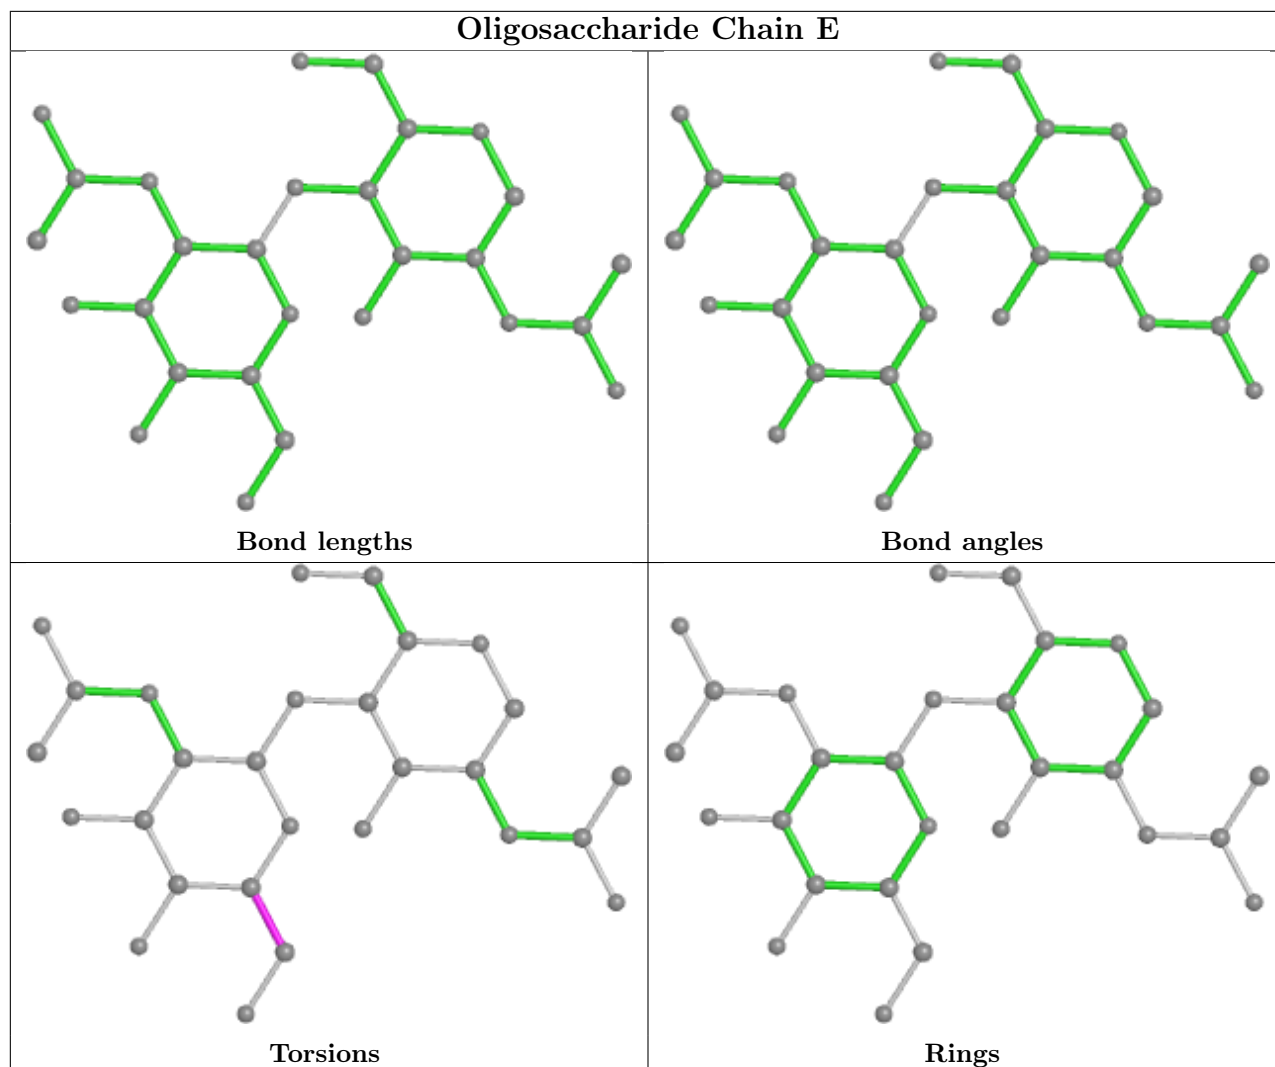 Oligosaccharide Chain E
Bond lengths
Bond angles
Torsions
Rings